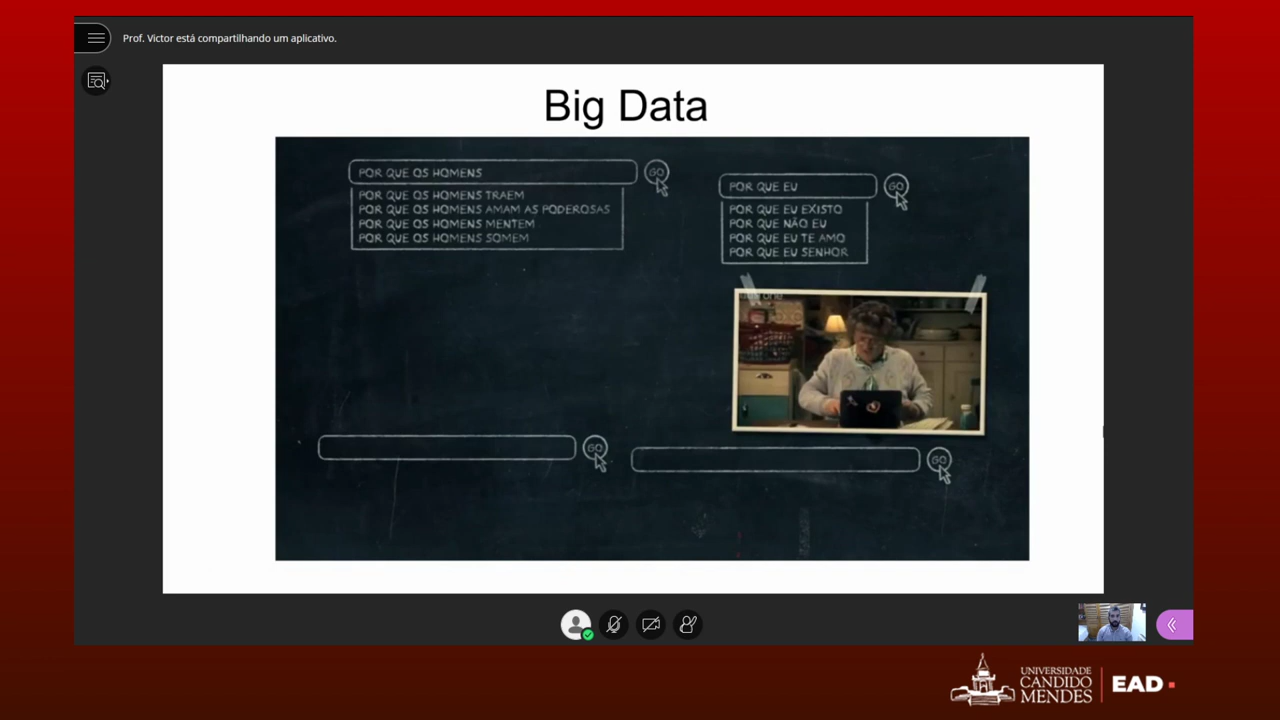 Prof. Victor está compartilhando um aplicativo.
Big Data
POR QUE OS HOMENS
GO
POR QUE OS HOMENS TRAEM
POR QUE OS HOMENS AMAM AS PODEROSAS
POR QUE OS HOMENS MENTEM
POR QUE OS HOMENS SOMEM
POR QUE EU
GO
POR QUE EU EXISTO
POR QUE NÃO EU
POR QUE EU TE AMO
POR QUE EU SENHOR
GO
GO
UNIVERSIDADE
CANDIDO
MENDES
EAD